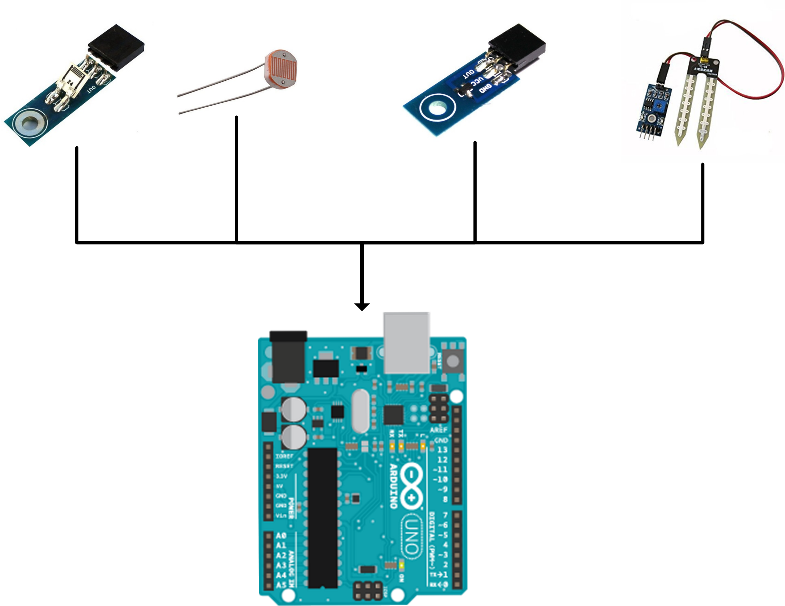 OUT
OUT
VCC
GND
AREF
GND
13
12
~11
~10
~9
8
7
~6
~5
4
~3
2
TX→1
RX←0
DIGITAL (PWM~)
IOREF
RESET
3.3V
5V
GND
GND
Vin
POWER
A0
A1
A2
A3
A4
A5
ANALOG IN
TX
RX
L
ON
ARDUINO
UNO